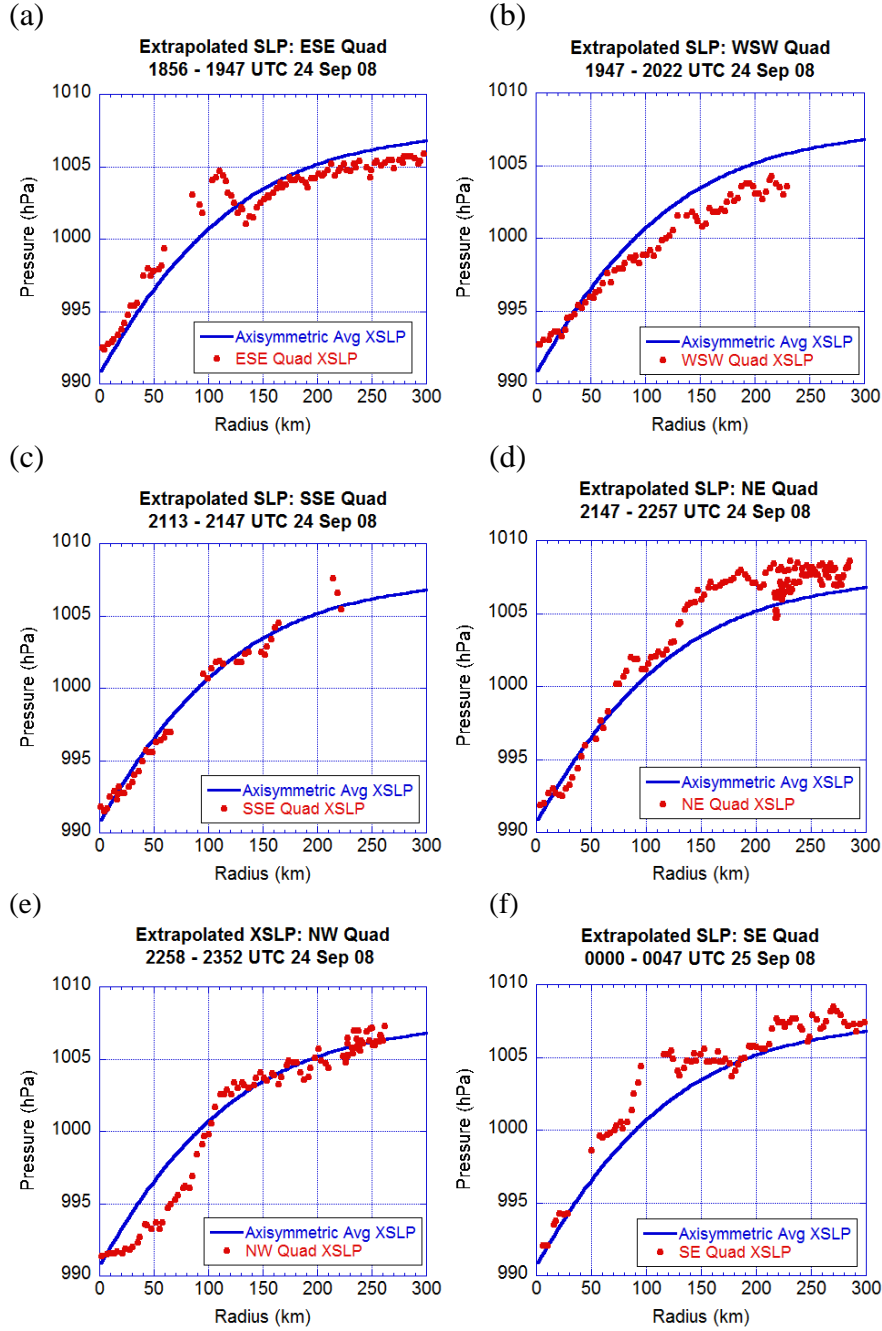 (a)
Extrapolated SLP: ESE Quad
1856 - 1947 UTC 24 Sep 08
1010
1005
1000
995
990
Pressure (hPa)
Axisymmetric Avg XSLP
ESE Quad XSLP
0 50 100 150 200 250 300
Radius (km)
(b)
Extrapolated SLP: WSW Quad
1947 - 2022 UTC 24 Sep 08
1010
1005
1000
995
990
Pressure (hPa)
Axisymmetric Avg XSLP
WSW Quad XSLP
0 50 100 150 200 250 300
Radius (km)
(c)
Extrapolated SLP: SSE Quad
2113 - 2147 UTC 24 Sep 08
1010
1005
1000
995
990
Pressure (hPa)
Axisymmetric Avg XSLP
SSE Quad XSLP
0 50 100 150 200 250 300
Radius (km)
(d)
Extrapolated SLP: NE Quad
2147 - 2257 UTC 24 Sep 08
1010
1005
1000
995
990
Pressure (hPa)
Axisymmetric Avg XSLP
NE Quad XSLP
0 50 100 150 200 250 300
Radius (km)
(e)
Extrapolated XSLP: NW Quad
2258 - 2352 UTC 24 Sep 08
1010
1005
1000
995
990
Pressure (hPa)
Axisymmetric Avg XSLP
NW Quad XSLP
0 50 100 150 200 250 300
Radius (km)
(f)
Extrapolated SLP: SE Quad
0000 - 0047 UTC 25 Sep 08
1010
1005
1000
995
990
Pressure (hPa)
Axisymmetric Avg XSLP
SE Quad XSLP
0 50 100 150 200 250 300
Radius (km)